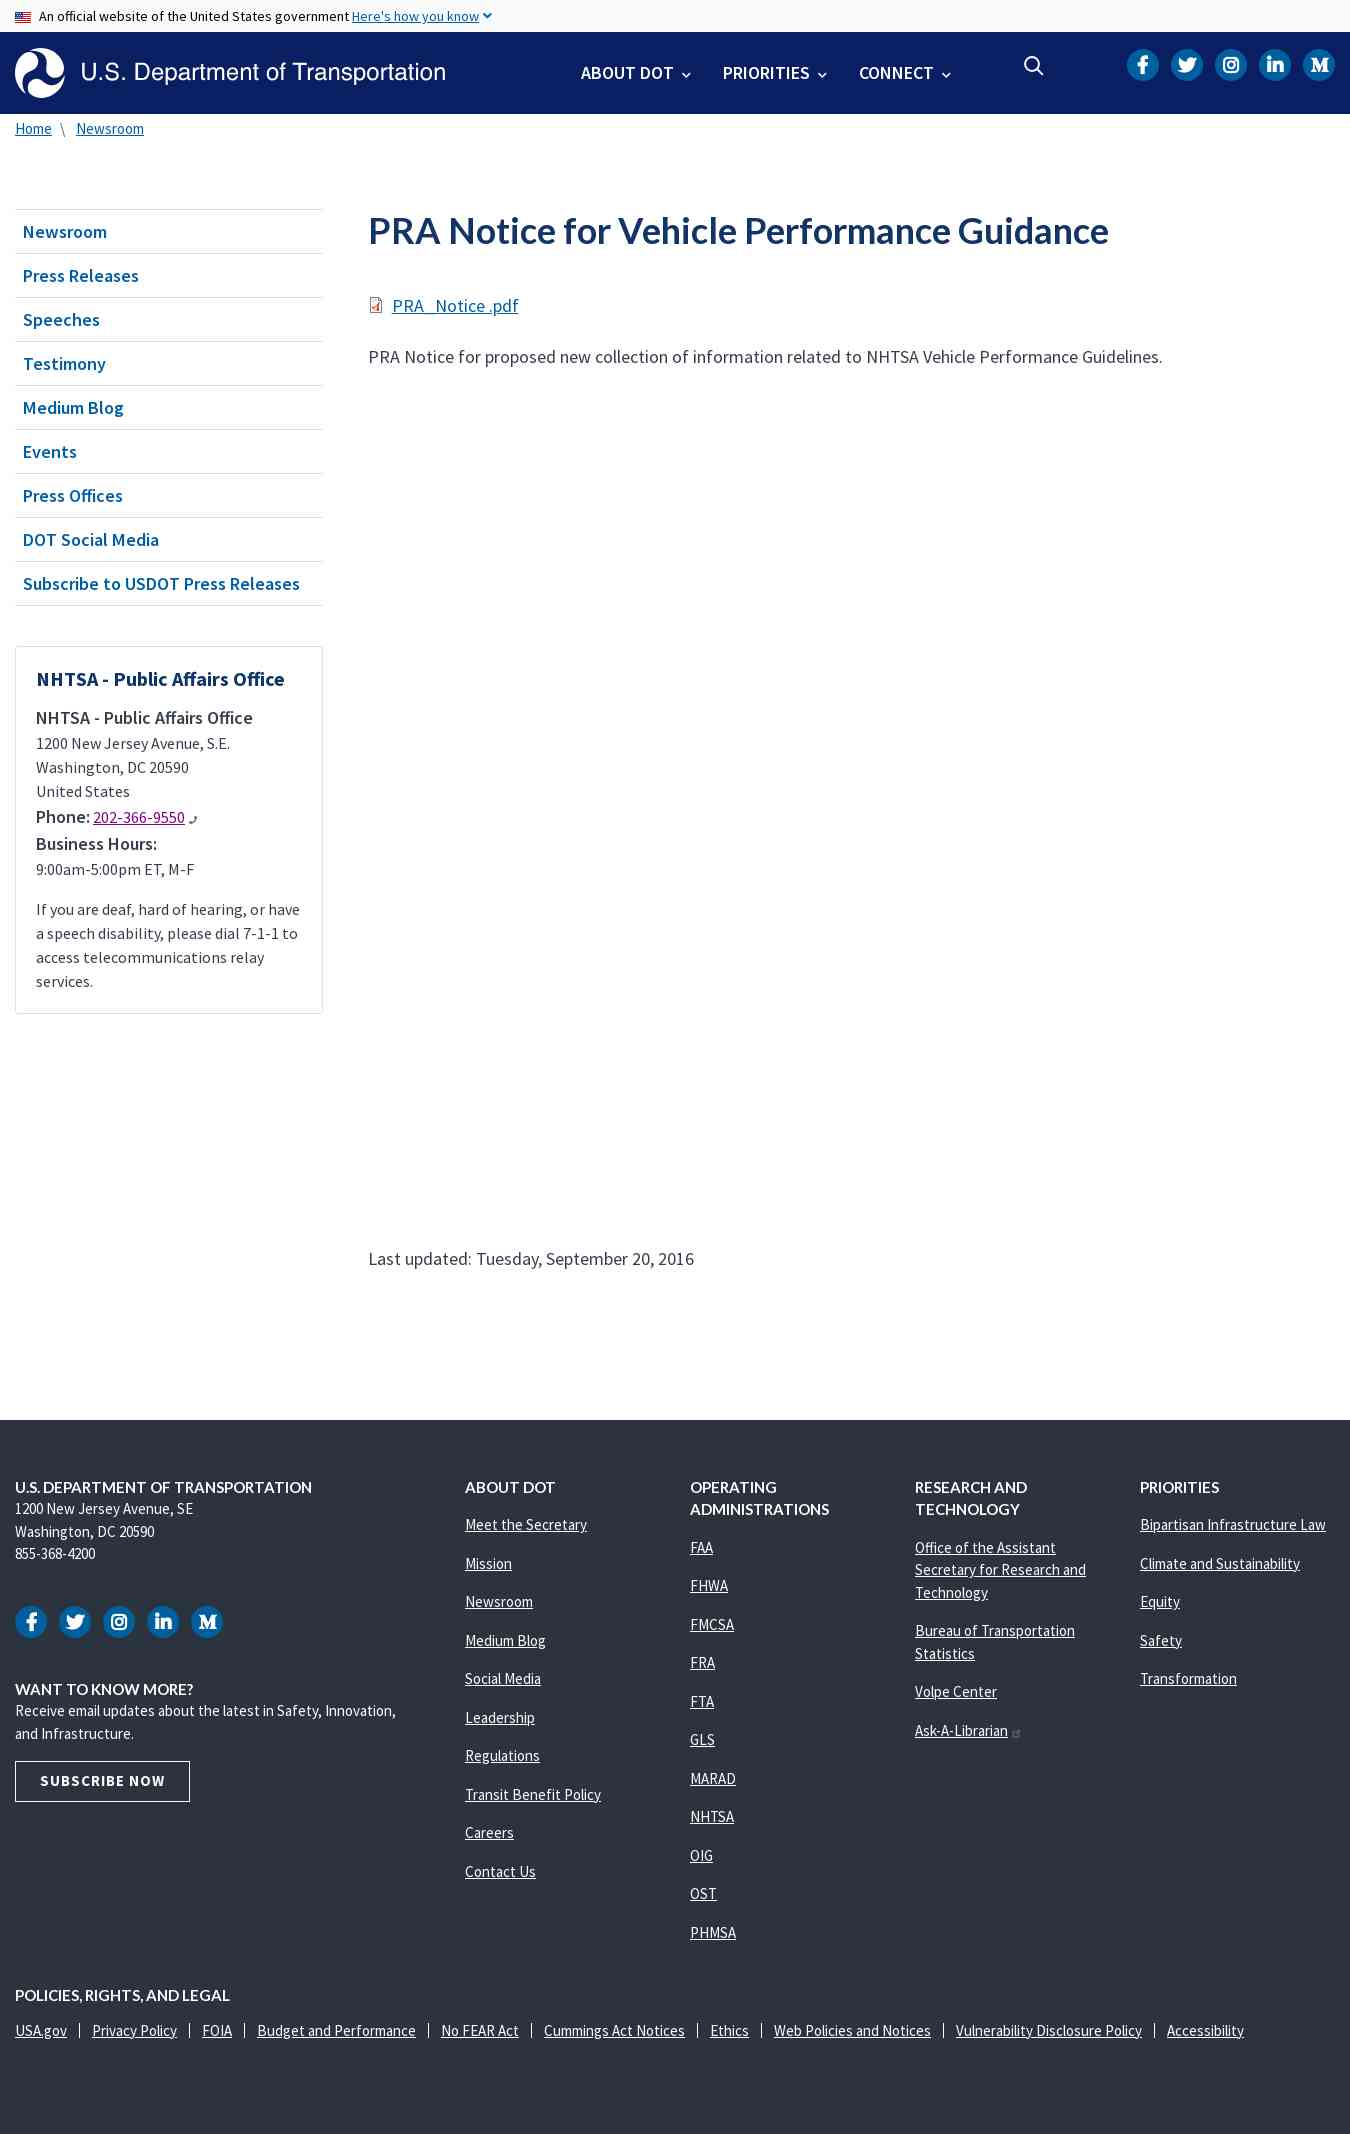 An official website of the United States government Here's how you know
U.S. Department of Transportation
ABOUT DOT
PRIORITIES
CONNECT
Home \ Newsroom
Newsroom
Press Releases
Speeches
Testimony
Medium Blog
Events
Press Offices
DOT Social Media
Subscribe to USDOT Press Releases
NHTSA - Public Affairs Office
NHTSA - Public Affairs Office
1200 New Jersey Avenue, S.E.
Washington, DC 20590
United States
Phone: 202-366-9550
Business Hours:
9:00am-5:00pm ET, M-F
If you are deaf, hard of hearing, or have
a speech disability, please dial 7-1-1 to
access telecommunications relay
services.
PRA Notice for Vehicle Performance Guidance
PRA_ Notice .pdf
PRA Notice for proposed new collection of information related to NHTSA Vehicle Performance Guidelines.
Last updated: Tuesday, September 20, 2016
U.S. DEPARTMENT OF TRANSPORTATION
1200 New Jersey Avenue, SE
Washington, DC 20590
855-368-4200
WANT TO KNOW MORE?
Receive email updates about the latest in Safety, Innovation,
and Infrastructure.
SUBSCRIBE NOW
ABOUT DOT
Meet the Secretary
Mission
Newsroom
Medium Blog
Social Media
Leadership
Regulations
Transit Benefit Policy
Careers
Contact Us
OPERATING
ADMINISTRATIONS
FAA
FHWA
FMCSA
FRA
FTA
GLS
MARAD
NHTSA
OIG
OST
PHMSA
RESEARCH AND
TECHNOLOGY
Office of the Assistant
Secretary for Research and
Technology
Bureau of Transportation
Statistics
Volpe Center
Ask-A-Librarian
PRIORITIES
Bipartisan Infrastructure Law
Climate and Sustainability
Equity
Safety
Transformation
POLICIES, RIGHTS, AND LEGAL
USA.gov | Privacy Policy | FOIA | Budget and Performance | No FEAR Act | Cummings Act Notices | Ethics | Web Policies and Notices | Vulnerability Disclosure Policy | Accessibility